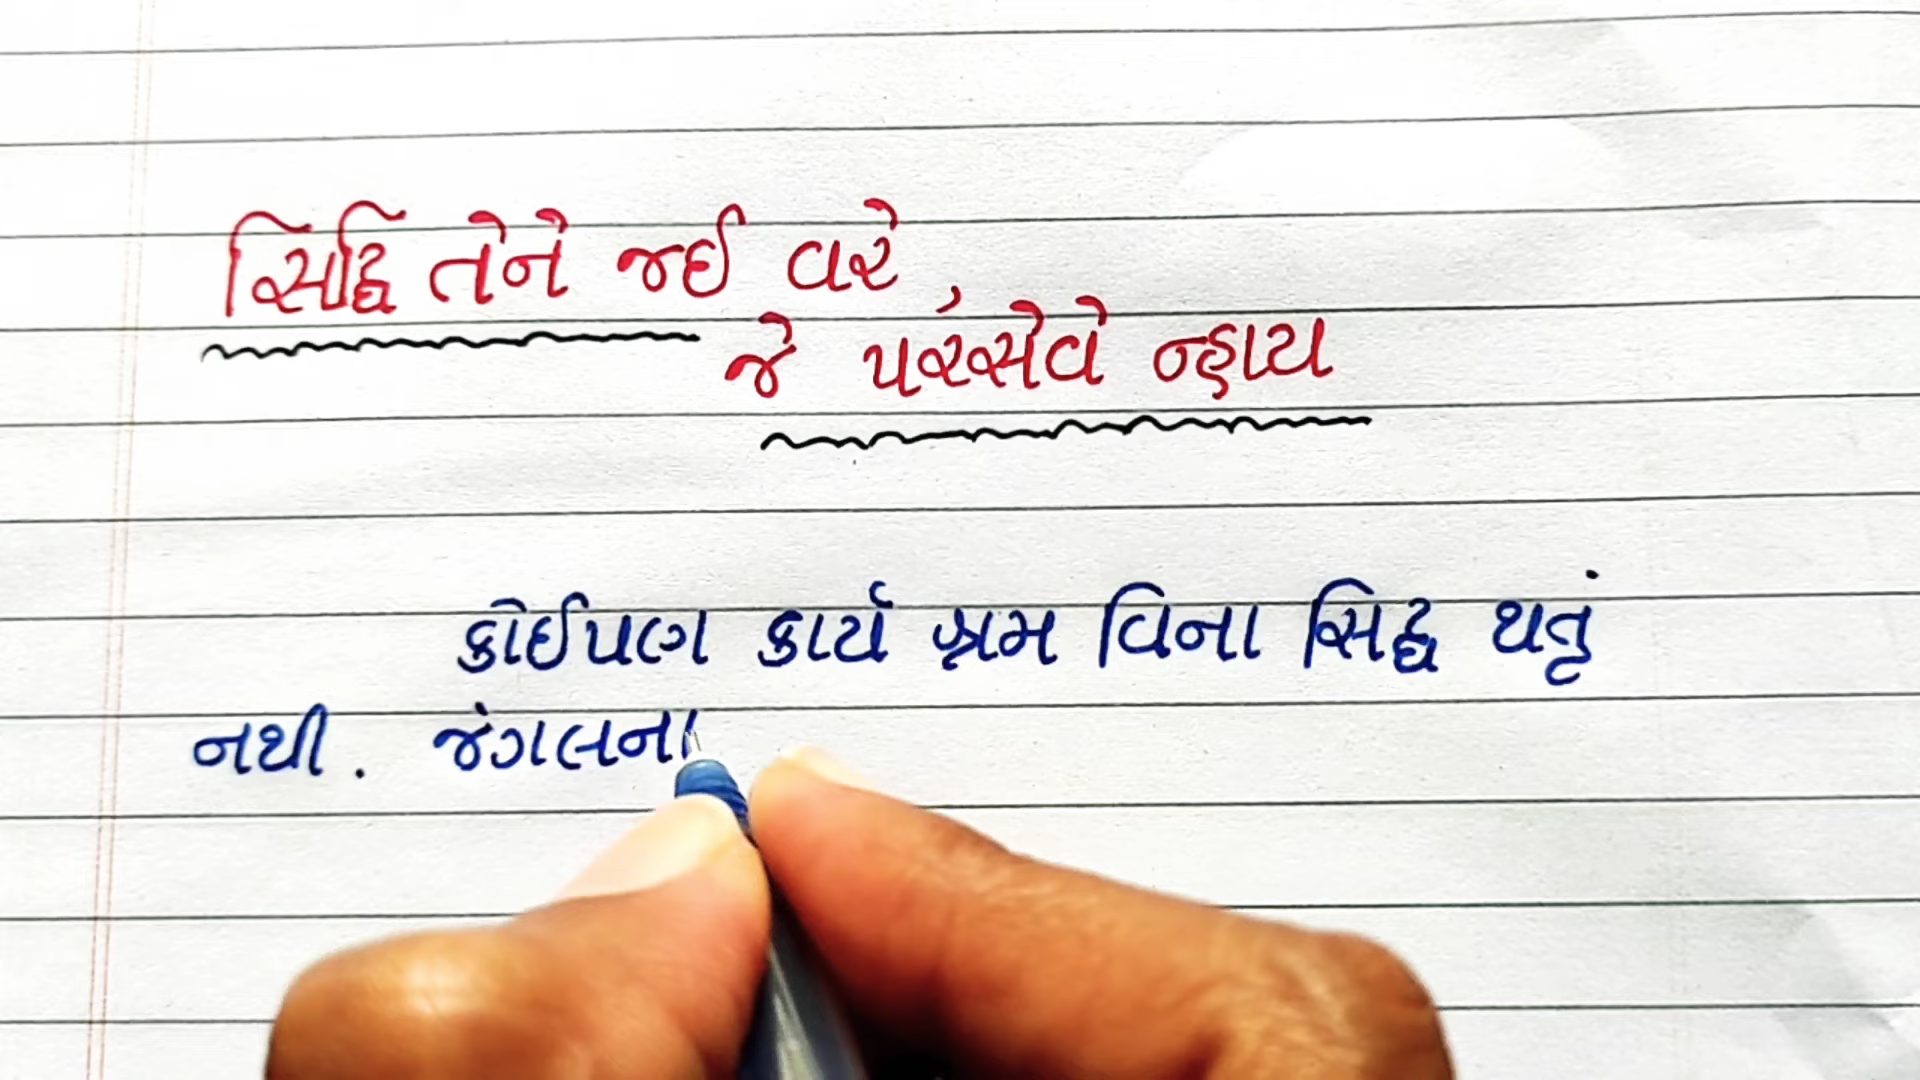 સિદ્ધિ તેને જઈ વરે,
જે પરસેવે ન્હાય
કોઈપણ કાર્ય શ્રમ વિના સિદ્ધ થતું
નથી. જંગલના